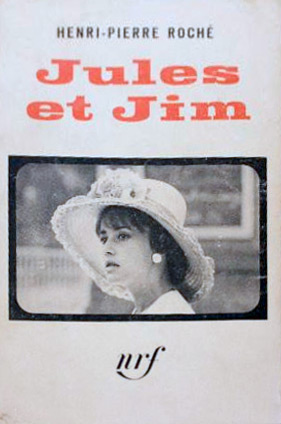 HENRI-PIERRE ROCHÉ
Jules
et Jim
nrf